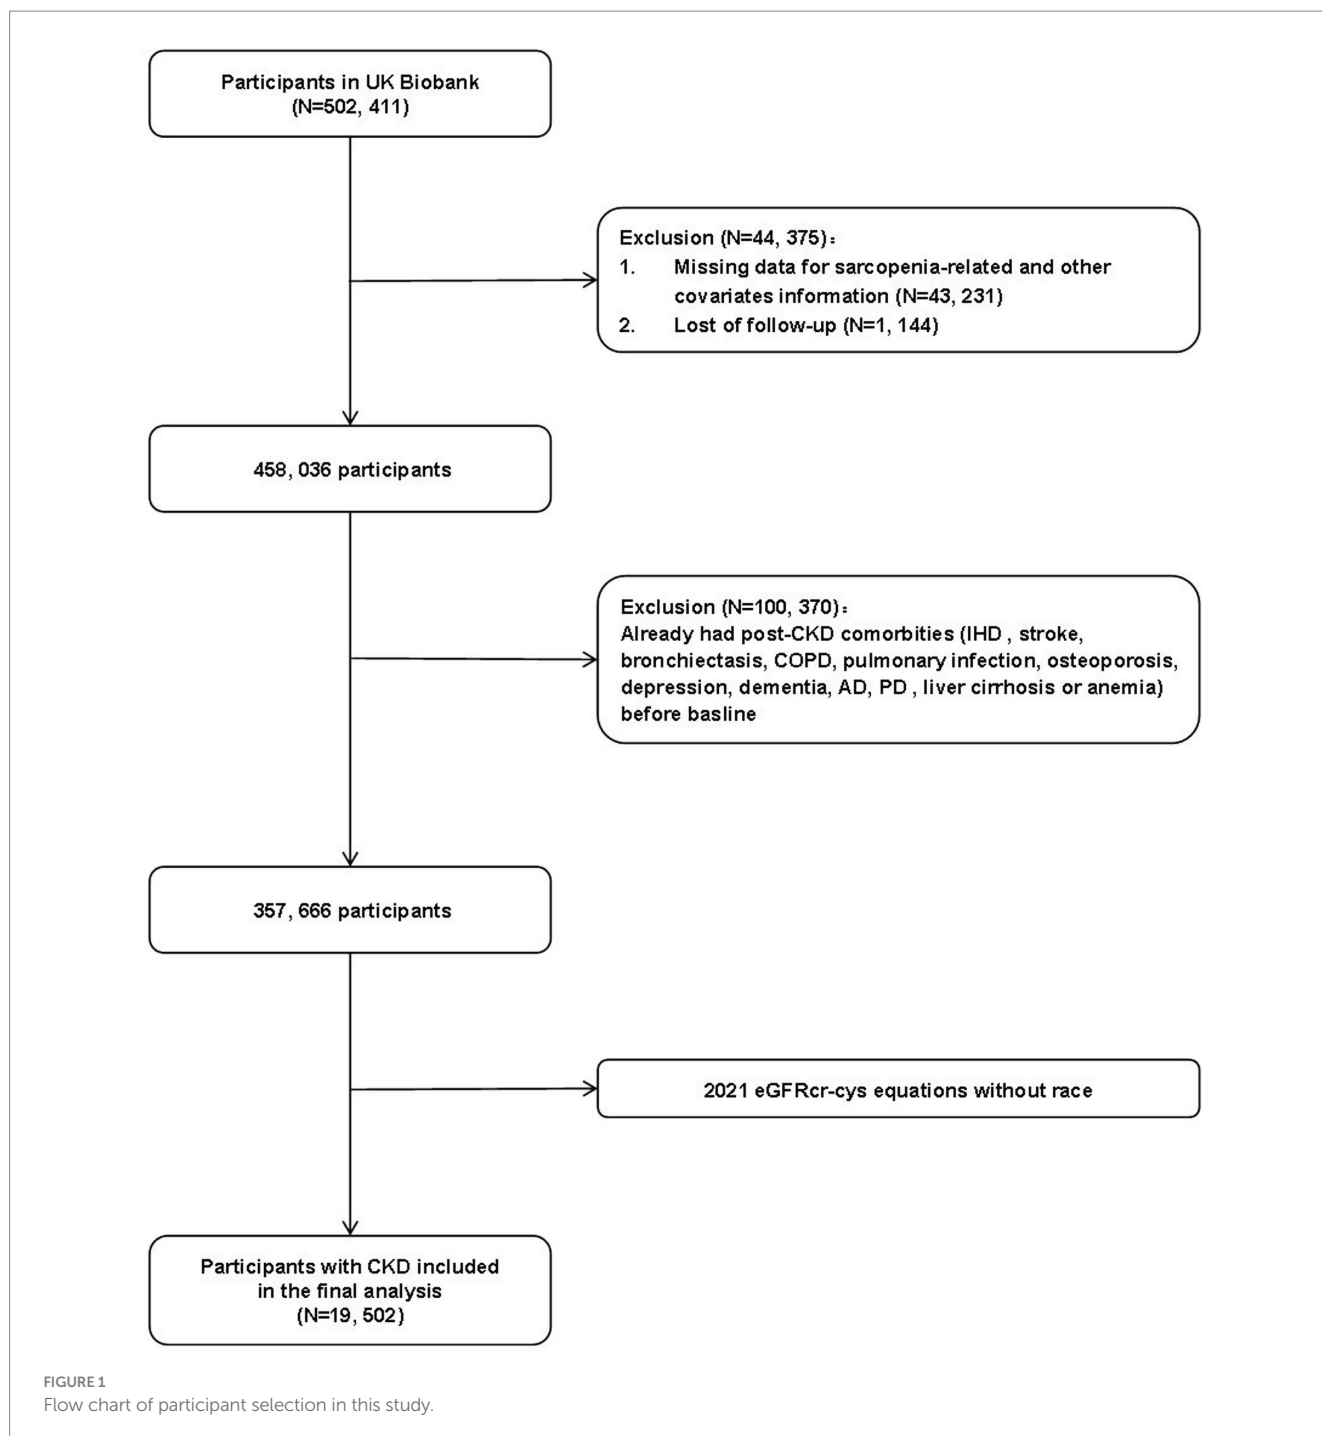 Participants in UK Biobank
(N=502, 411)
Exclusion (N=44, 375):
1. Missing data for sarcopenia-related and other
covariates information (N=43, 231)
2. Lost of follow-up (N=1, 144)
458, 036 participants
Exclusion (N=100, 370):
Already had post-CKD comorbities (IHD , stroke,
bronchiectasis, COPD, pulmonary infection, osteoporosis,
depression, dementia, AD, PD , liver cirrhosis or anemia)
before basline
357, 666 participants
2021 eGFRcr-cys equations without race
Participants with CKD included
in the final analysis
(N=19, 502)
FIGURE 1
Flow chart of participant selection in this study.